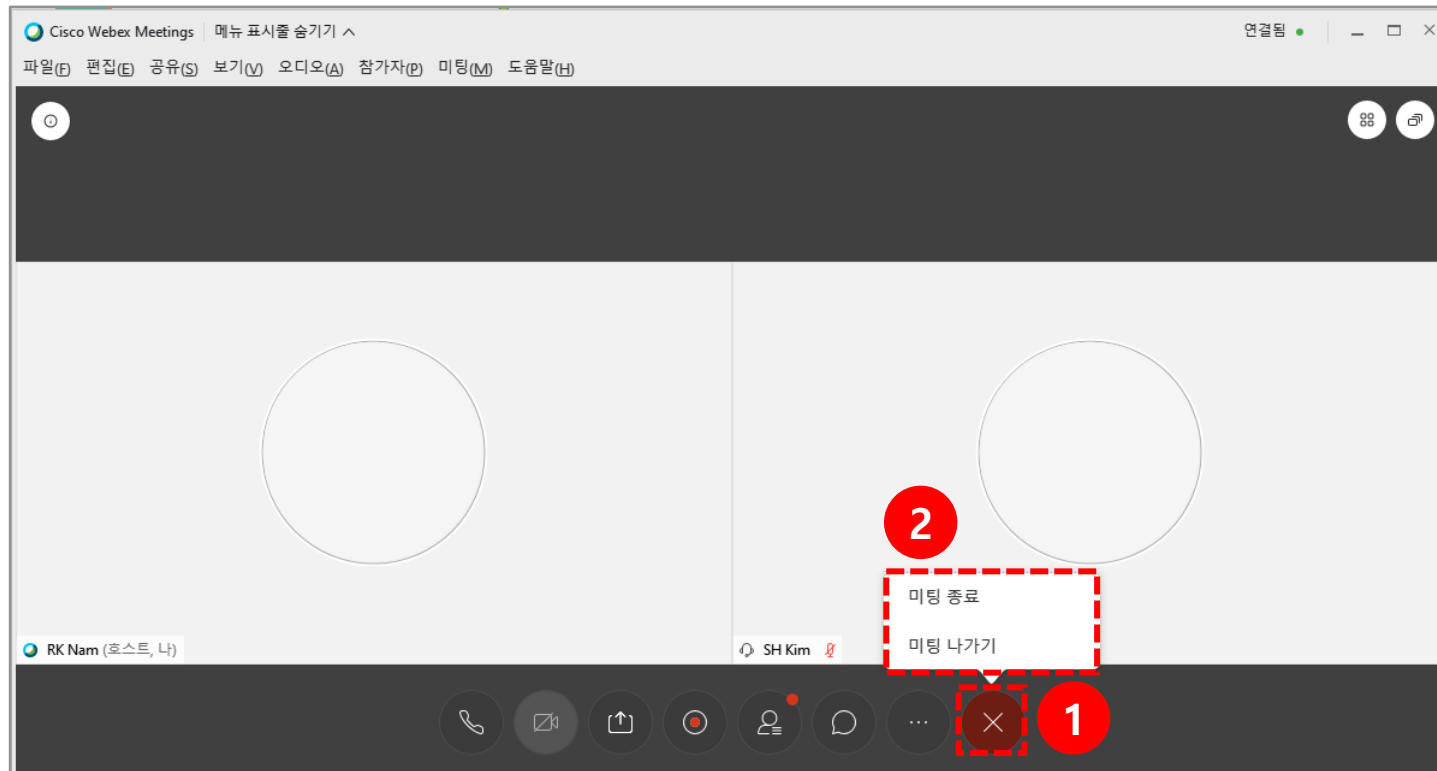 Cisco Webex Meetings 메뉴 표시줄 숨기기 연결됨
파일(F) 편집(E) 공유(S) 보기(V) 오디오(A) 참가자(P) 미팅(M) 도움말(H)
2
미팅 종료
미팅 나가기
RK Nam (호스트, 나) SH Kim
1